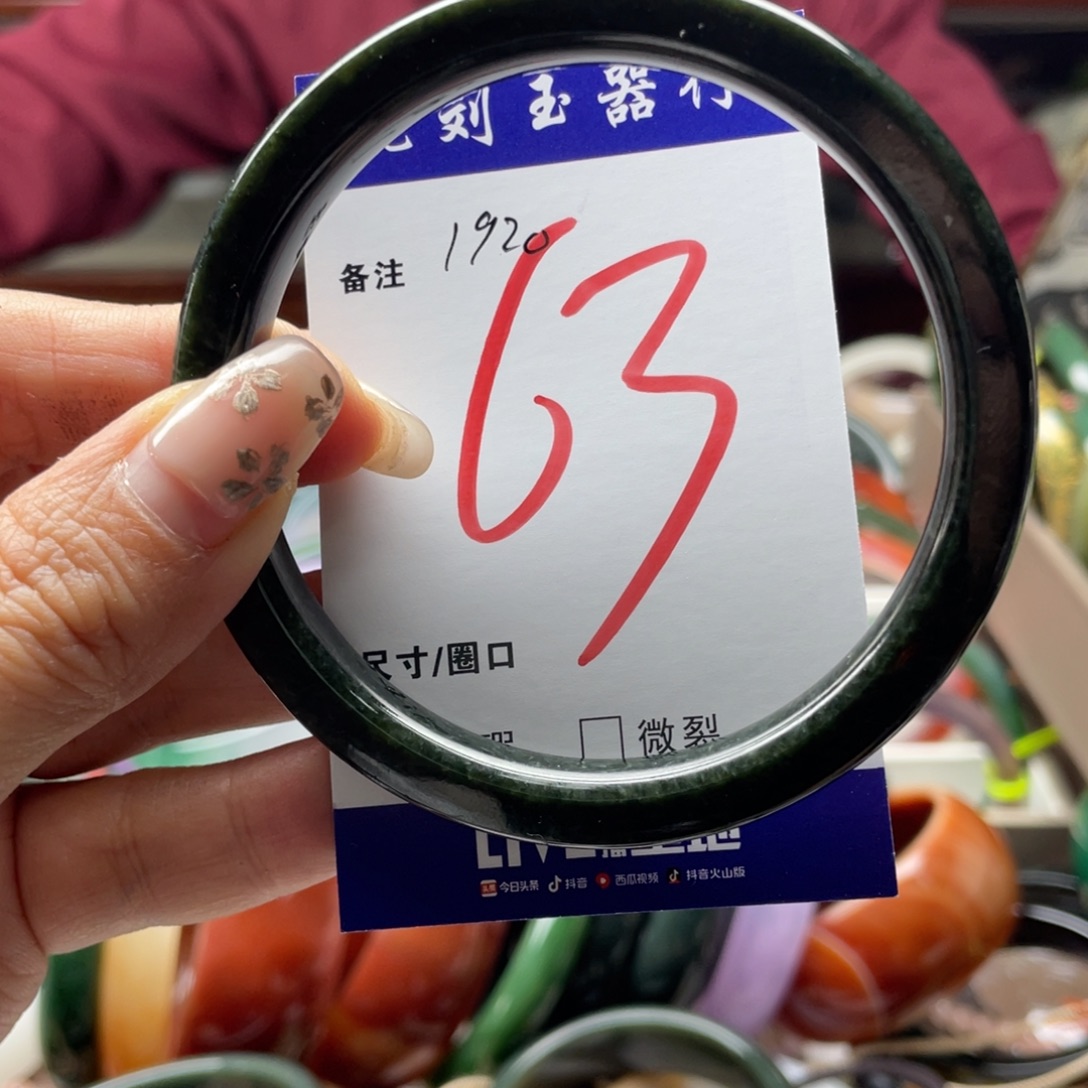 刘玉器行
1920
备注
63
尺寸/圈口
微裂
LIVE
今日头条 抖音 西瓜视频 抖音火山版